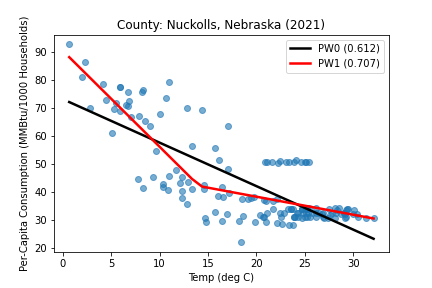 County: Nuckolls, Nebraska (2021)
Per-Capita Consumption (MMBtu/1000 Households)
90
80
70
60
50
40
30
20
PW0 (0.612)
PW1 (0.707)
0 5 10 15 20 25 30
Temp (deg C)